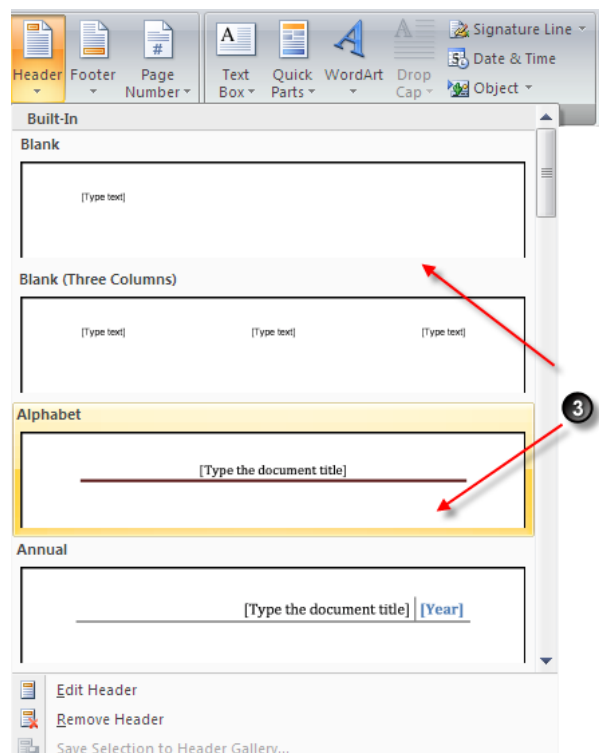 Header Footer Page Number
Text Box Quick Parts WordArt Drop Cap
Signature Line
Date & Time
Object
A
#
A
A
A
Built-In
Blank
[Type text]
Blank (Three Columns)
[Type text] [Type text] [Type text]
3
Alphabet
[Type the document title]
Annual
[Type the document title] [Year]
Edit Header
Remove Header
Save Selection to Header Gallery...